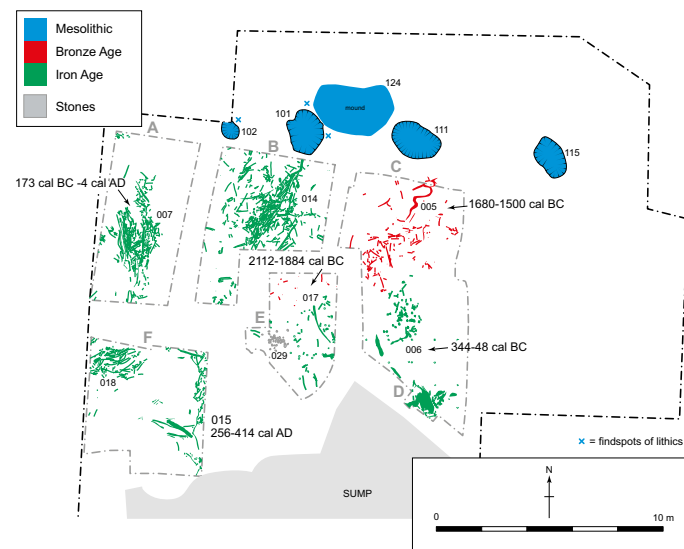 Mesolithic
Bronze Age
Iron Age
Stones
124
mound
101
102
111
115
A
B
C
173 cal BC -4 cal AD
007
014
005
1680-1500 cal BC
2112-1884 cal BC
017
E
029
006
344-48 cal BC
F
018
D
015
256-414 cal AD
× = findspots of lithics
SUMP
N
0
10 m